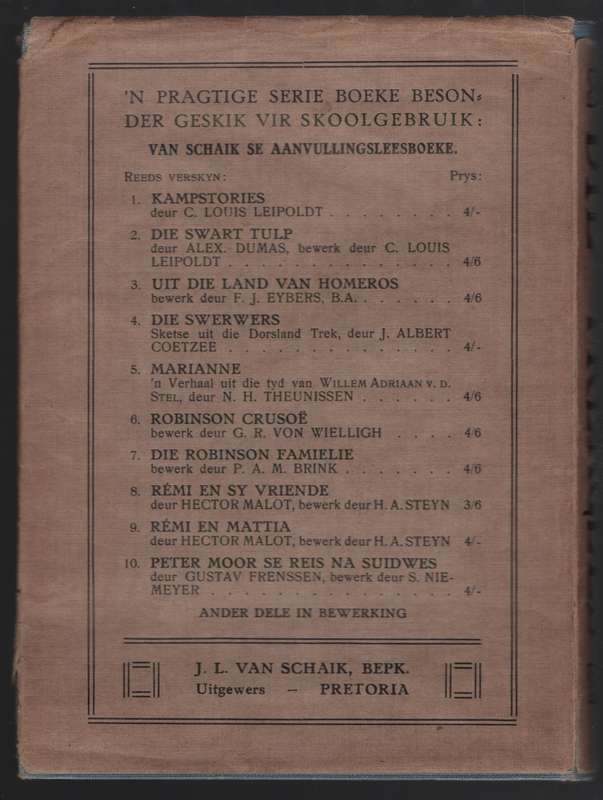 'N PRAGTIGE SERIE BOEKE BESON-
DER GESKIK VIR SKOOLGEBRUIK:
VAN SCHAIK SE AANVULLINGSLEESBOEKE.
REEDS VERSKYN: Prys:
1. KAMPSTORIES
deur C. LOUIS LEIPOLDT . . . . . . . . 4/-
2. DIE SWART TULP
deur ALEX. DUMAS, bewerk deur C. LOUIS
LEIPOLDT . . . . . . . . . . . . . . 4/6
3. UIT DIE LAND VAN HOMEROS
bewerk deur F. J. EYBERS, B.A. . . . . . 4/6
4. DIE SWERWERS
Sketse uit die Dorsland Trek, deur J. ALBERT
COETZEE . . . . . . . . . . . . . . 4/-
5. MARIANNE
'n Verhaal uit die tyd van WILLEM ADRIAAN V. D.
STEL, deur N. H. THEUNISSEN . . . . . . 4/6
6. ROBINSON CRUSOË
bewerk deur G. R. VON WIELLIGH . . . . 4/6
7. DIE ROBINSON FAMIELIE
bewerk deur P. A. M. BRINK . . . . . . . 4/6
8. RÉMI EN SY VRIENDE
deur HECTOR MALOT, bewerk deur H. A. STEYN 3/6
9. RÉMI EN MATTIA
deur HECTOR MALOT, bewerk deur H. A. STEYN 4/-
10. PETER MOOR SE REIS NA SUIDWES
deur GUSTAV FRENSSEN, bewerk deur S. NIE-
MEYER . . . . . . . . . . . . . . . 4/-
ANDER DELE IN BEWERKING
J. L. VAN SCHAIK, BEPK.
Uitgewers — PRETORIA